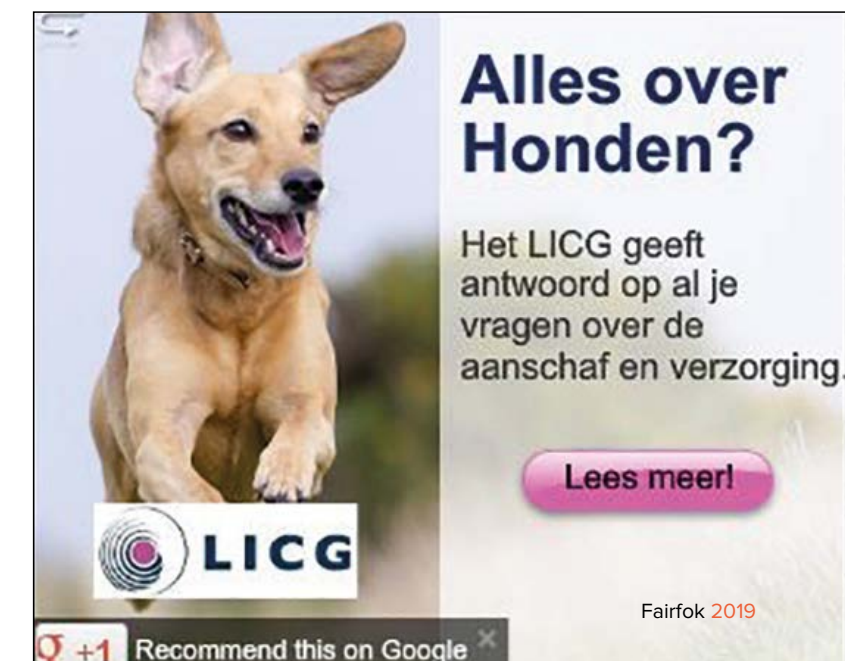 Alles over
Honden?
Het LICG geeft
antwoord op al je
vragen over de
aanschaf en verzorging.
Lees meer!
LICG
Fairfok 2019
g +1 Recommend this on Google